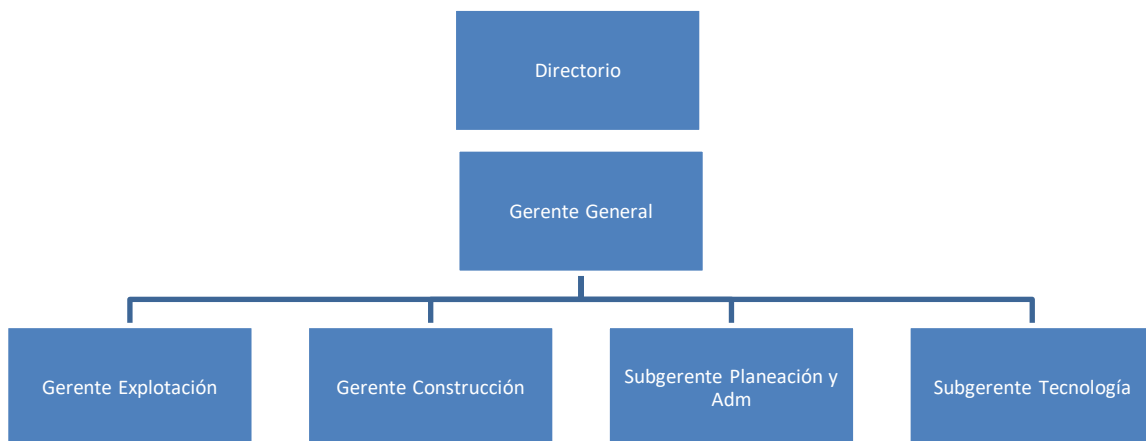 Directorio
Gerente General
Gerente Explotación
Gerente Construcción
Subgerente Planeación y
Adm
Subgerente Tecnología